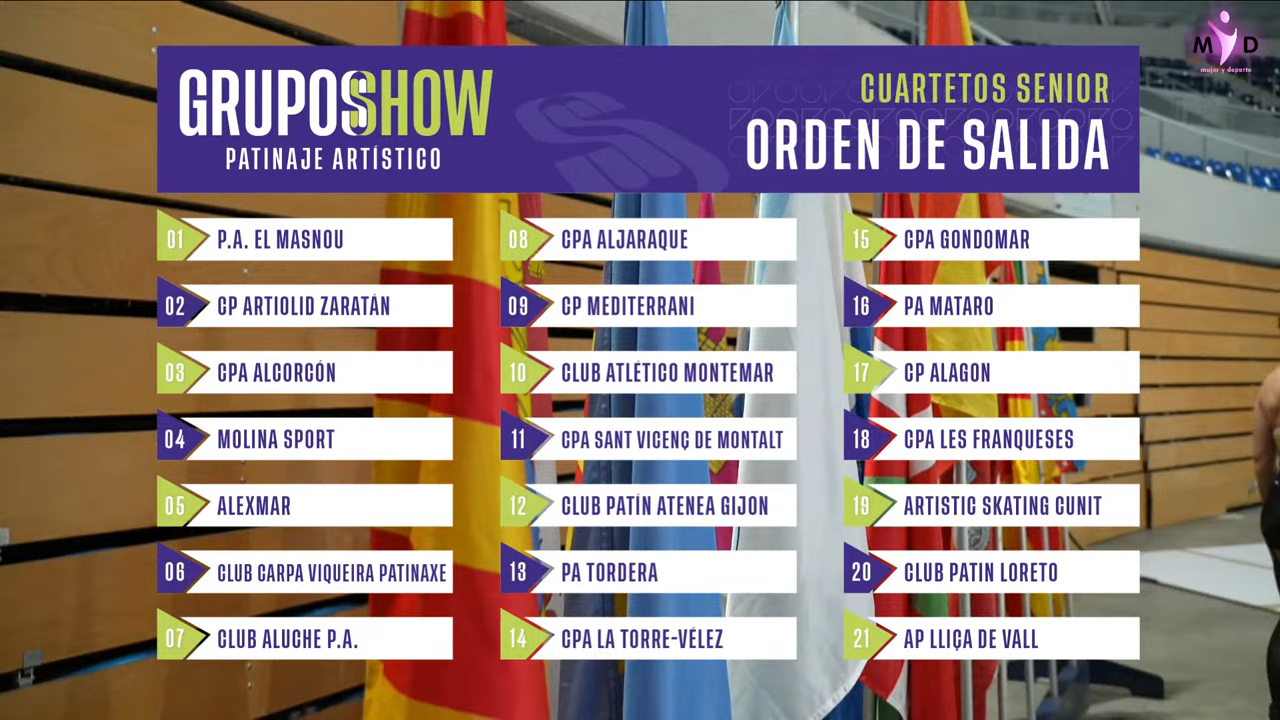 GRUPOSSHOW
PATINAJE ARTÍSTICO
CUARTETOS SENIOR
ORDEN DE SALIDA
M D
mujer y deporte
01 P.A. EL MASNOU
02 CP ARTIOLID ZARATÁN
03 CPA ALCORCÓN
04 MOLINA SPORT
05 ALEXMAR
06 CLUB CARPA VIQUEIRA PATINAXE
07 CLUB ALUCHE P.A.
08 CPA ALJARAQUE
09 CP MEDITERRANI
10 CLUB ATLÉTICO MONTEMAR
11 CPA SANT VICENÇ DE MONTALT
12 CLUB PATÍN ATENEA GIJON
13 PA TORDERA
14 CPA LA TORRE-VÉLEZ
15 CPA GONDOMAR
16 PA MATARO
17 CP ALAGON
18 CPA LES FRANQUESES
19 ARTISTIC SKATING CUNIT
20 CLUB PATIN LORETO
21 AP LLIÇA DE VALL